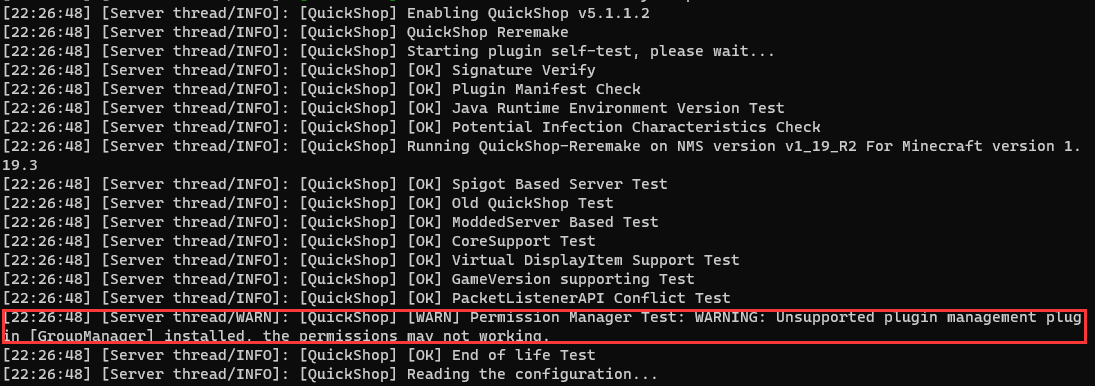 [22:26:48] [Server thread/INFO]: [QuickShop] Enabling QuickShop v5.1.1.2
[22:26:48] [Server thread/INFO]: [QuickShop] QuickShop Reremake
[22:26:48] [Server thread/INFO]: [QuickShop] Starting plugin self-test, please wait...
[22:26:48] [Server thread/INFO]: [QuickShop] [OK] Signature Verify
[22:26:48] [Server thread/INFO]: [QuickShop] [OK] Plugin Manifest Check
[22:26:48] [Server thread/INFO]: [QuickShop] [OK] Java Runtime Environment Version Test
[22:26:48] [Server thread/INFO]: [QuickShop] [OK] Potential Infection Characteristics Check
[22:26:48] [Server thread/INFO]: [QuickShop] Running QuickShop-Reremake on NMS version v1_19_R2 For Minecraft version 1.
19.3
[22:26:48] [Server thread/INFO]: [QuickShop] [OK] Spigot Based Server Test
[22:26:48] [Server thread/INFO]: [QuickShop] [OK] Old QuickShop Test
[22:26:48] [Server thread/INFO]: [QuickShop] [OK] ModdedServer Based Test
[22:26:48] [Server thread/INFO]: [QuickShop] [OK] CoreSupport Test
[22:26:48] [Server thread/INFO]: [QuickShop] [OK] Virtual DisplayItem Support Test
[22:26:48] [Server thread/INFO]: [QuickShop] [OK] GameVersion supporting Test
[22:26:48] [Server thread/INFO]: [QuickShop] [OK] PacketListenerAPI Conflict Test
[22:26:48] [Server thread/WARN]: [QuickShop] [WARN] Permission Manager Test: WARNING: Unsupported plugin management plug
in [GroupManager] installed, the permissions may not working.
[22:26:48] [Server thread/INFO]: [QuickShop] [OK] End of life Test
[22:26:48] [Server thread/INFO]: [QuickShop] Reading the configuration...